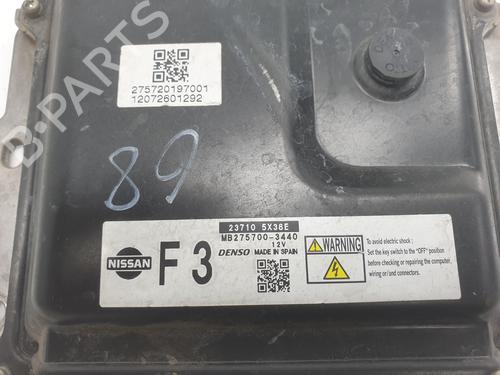 275720197001
12072601292
89
NISSAN
F 3
23710 5X38E
MB275700-3440
12V
DENSO MADE IN SPAIN
WARNING
To avoid electric shock :
Set the key switch to the "OFF" position
before checking or repairing the computer,
wiring or/and connectors.
B-PARTS